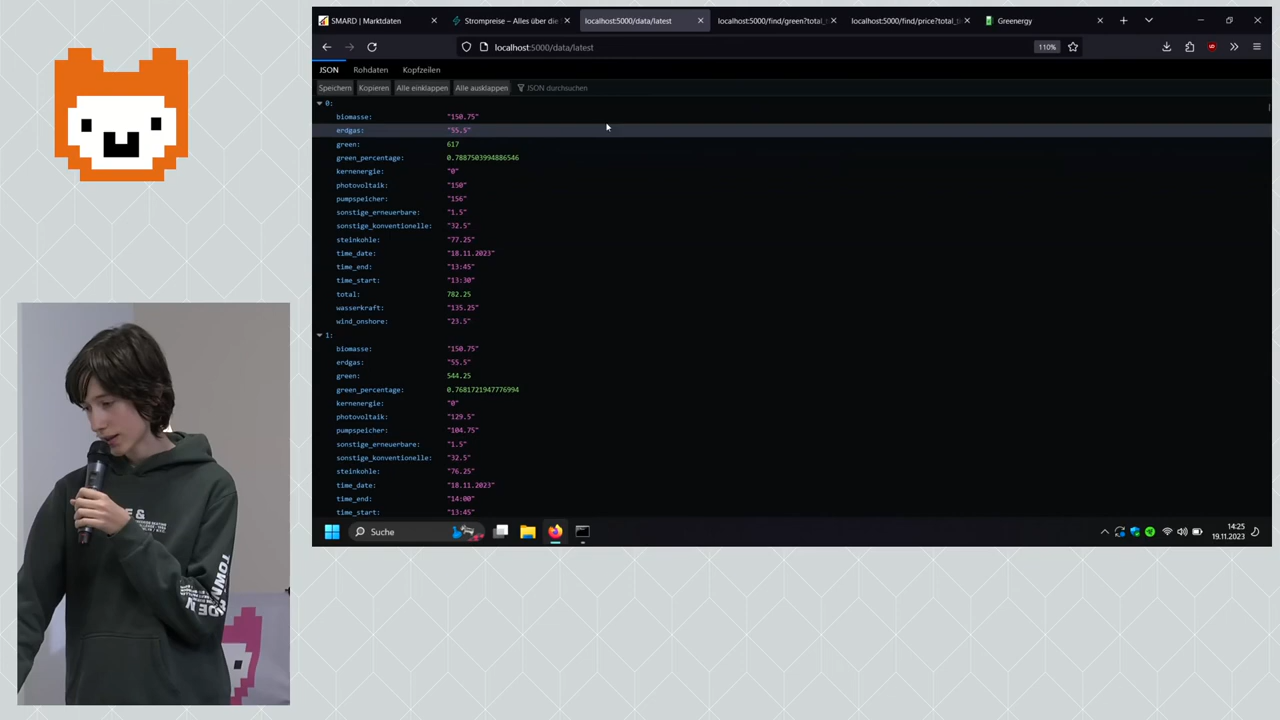 SMARD | Marktdaten
Strompreise – Alles über die
localhost:5000/data/latest
localhost:5000/find/green?total_
localhost:5000/find/price?total_
Greenergy
localhost:5000/data/latest
110%
JSON
Rohdaten
Kopfzeilen
Speichern
Kopieren
Alle einklappen
Alle ausklappen
JSON durchsuchen
0:
biomasse: "150.75"
erdgas: "55.5"
green: 617
green_percentage: 0.7887503994886546
kernenergie: "0"
photovoltaik: "150"
pumpspeicher: "156"
sonstige_erneuerbare: "1.5"
sonstige_konventionelle: "32.5"
steinkohle: "77.25"
time_date: "18.11.2023"
time_end: "13:45"
time_start: "13:30"
total: 782.25
wasserkraft: "135.25"
wind_onshore: "23.5"
1:
biomasse: "150.75"
erdgas: "55.5"
green: 544.25
green_percentage: 0.7681721947776994
kernenergie: "0"
photovoltaik: "129.5"
pumpspeicher: "104.75"
sonstige_erneuerbare: "1.5"
sonstige_konventionelle: "32.5"
steinkohle: "76.25"
time_date: "18.11.2023"
time_end: "14:00"
time_start: "13:45"
Suche
14:25
19.11.2023